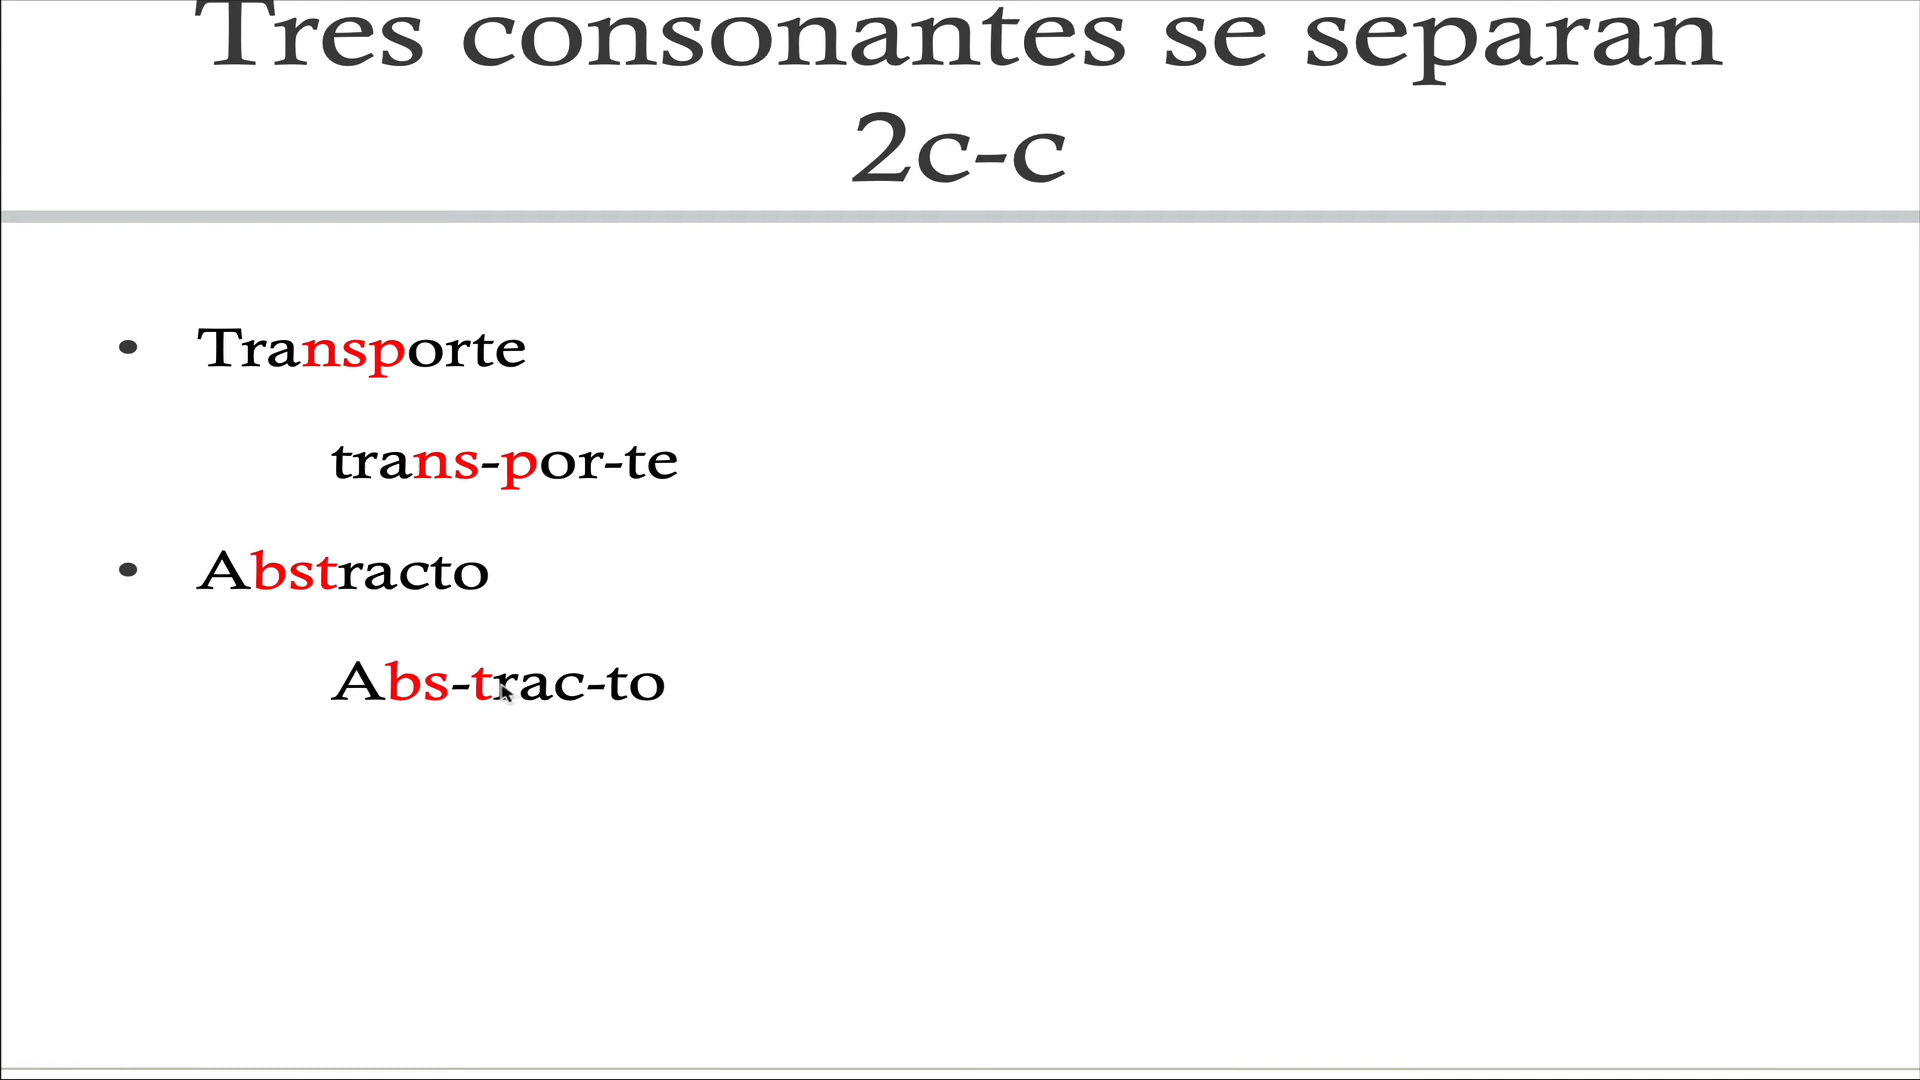 Tres consonantes se separan
2c-c
• Transporte
trans-por-te
• Abstracto
Abs-trac-to